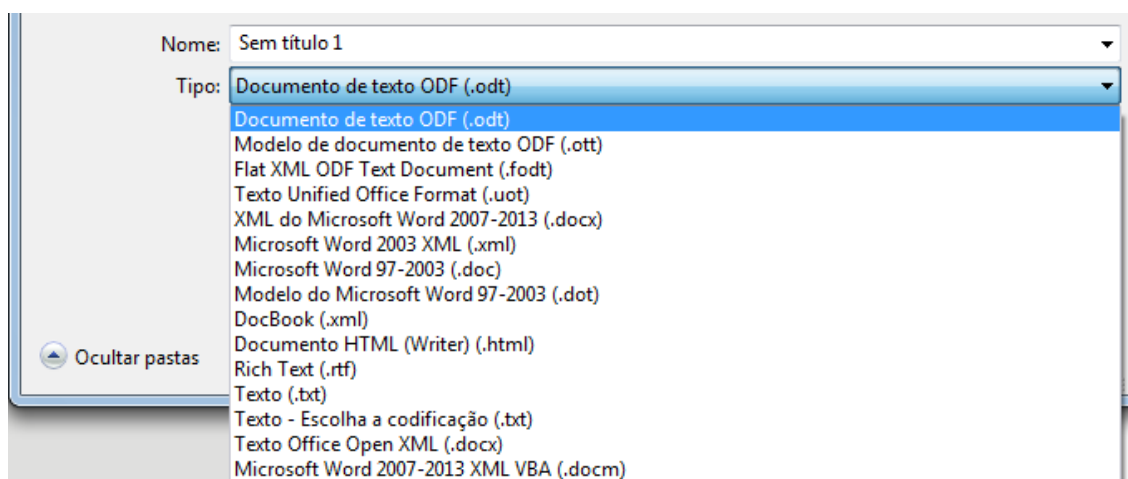 Nome: Sem título 1
Tipo: Documento de texto ODF (.odt)
Documento de texto ODF (.odt)
Modelo de documento de texto ODF (.ott)
Flat XML ODF Text Document (.fodt)
Texto Unified Office Format (.uot)
XML do Microsoft Word 2007-2013 (.docx)
Microsoft Word 2003 XML (.xml)
Microsoft Word 97-2003 (.doc)
Modelo do Microsoft Word 97-2003 (.dot)
DocBook (.xml)
Documento HTML (Writer) (.html)
Ocultar pastas
Rich Text (.rtf)
Texto (.txt)
Texto - Escolha a codificação (.txt)
Texto Office Open XML (.docx)
Microsoft Word 2007-2013 XML VBA (.docm)